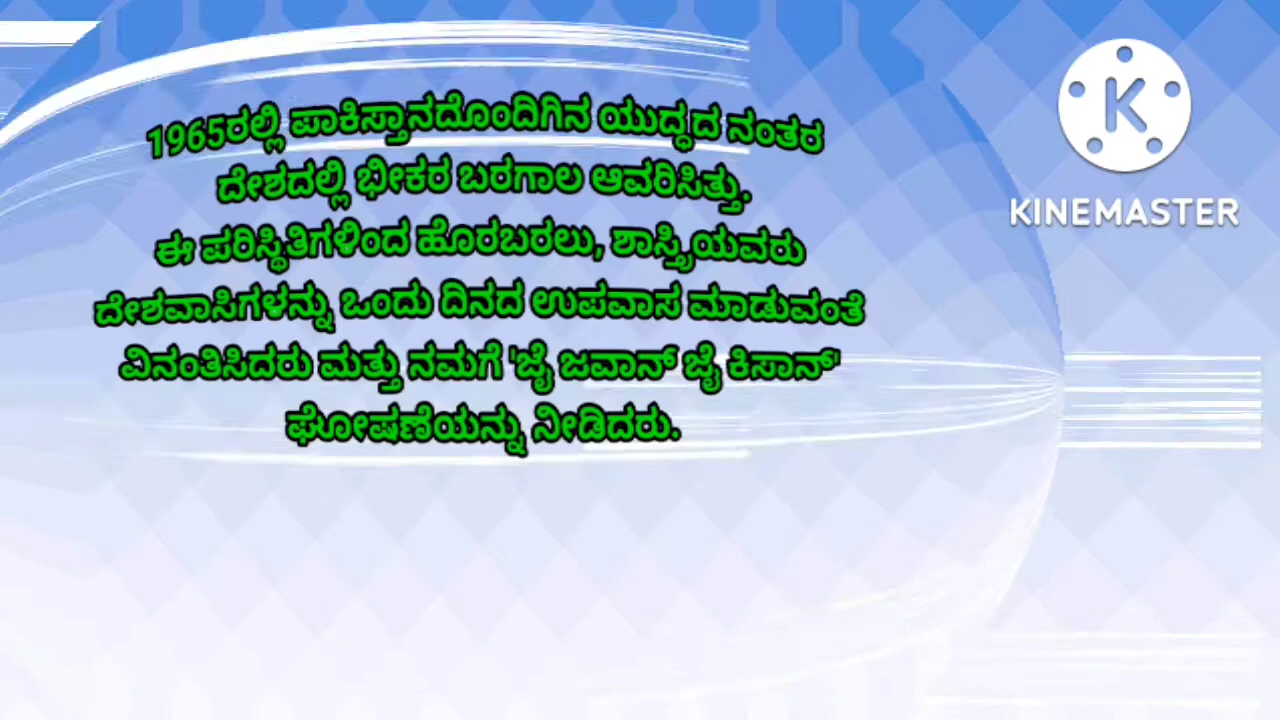 1965ರಲ್ಲಿ ಪಾಕಿಸ್ತಾನದೊಂದಿಗಿನ ಯುದ್ಧದ ನಂತರ
ದೇಶದಲ್ಲಿ ಭೀಕರ ಬರಗಾಲ ಆವರಿಸಿತ್ತು.
ಈ ಪರಿಸ್ಥಿತಿಗಳಿಂದ ಹೊರಬರಲು, ಶಾಸ್ತ್ರಿಯವರು
ದೇಶವಾಸಿಗಳನ್ನು ಒಂದು ದಿನದ ಉಪವಾಸ ಮಾಡುವಂತೆ
ವಿನಂತಿಸಿದರು ಮತ್ತು ನಮಗೆ 'ಜೈ ಜವಾನ್ ಜೈ ಕಿಸಾನ್'
ಘೋಷಣೆಯನ್ನು ನೀಡಿದರು.
KINEMASTER